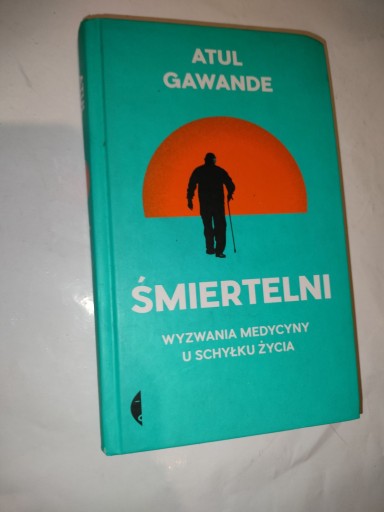 ATUL
GAWANDE
ŚMIERTELNI
WYZWANIA MEDYCYNY
U SCHYŁKU ŻYCIA